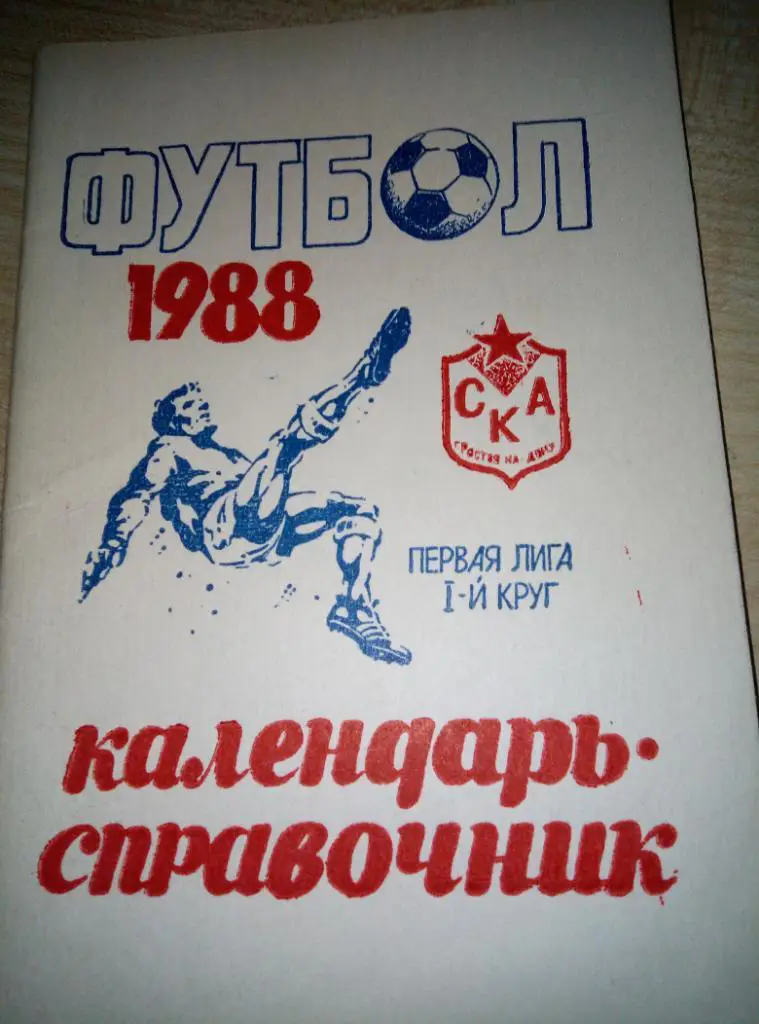 ФУТБОЛ
1988
СКА
г. Ростов-на-Дону
ПЕРВАЯ ЛИГА
I-Й КРУГ
календарь-
справочник